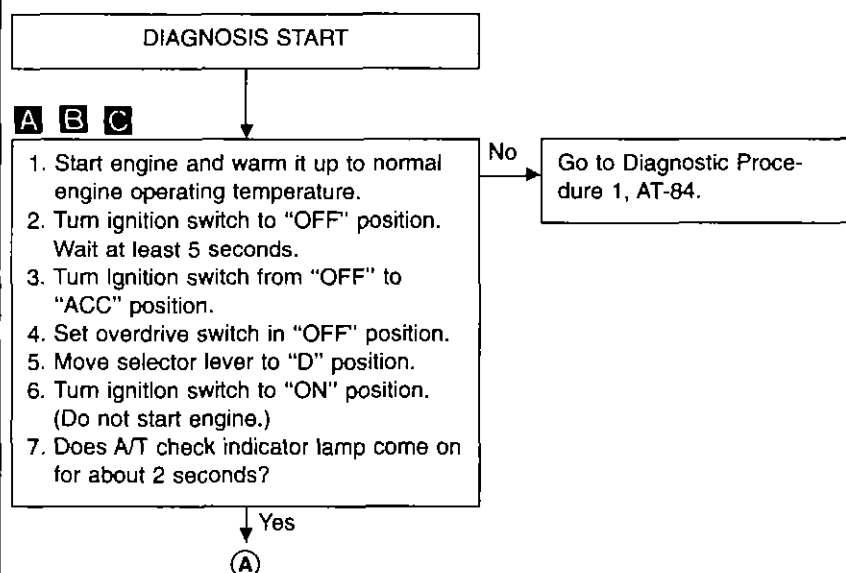 DIAGNOSIS START
A B C
1. Start engine and warm it up to normal
engine operating temperature.
2. Turn ignition switch to "OFF" position.
Wait at least 5 seconds.
3. Turn Ignition switch from "OFF" to
"ACC" position.
4. Set overdrive switch in "OFF" position.
5. Move selector lever to "D" position.
6. Turn ignition switch to "ON" position.
(Do not start engine.)
7. Does A/T check indicator lamp come on
for about 2 seconds?
No
Go to Diagnostic Proce-
dure 1, AT-84.
Yes
A